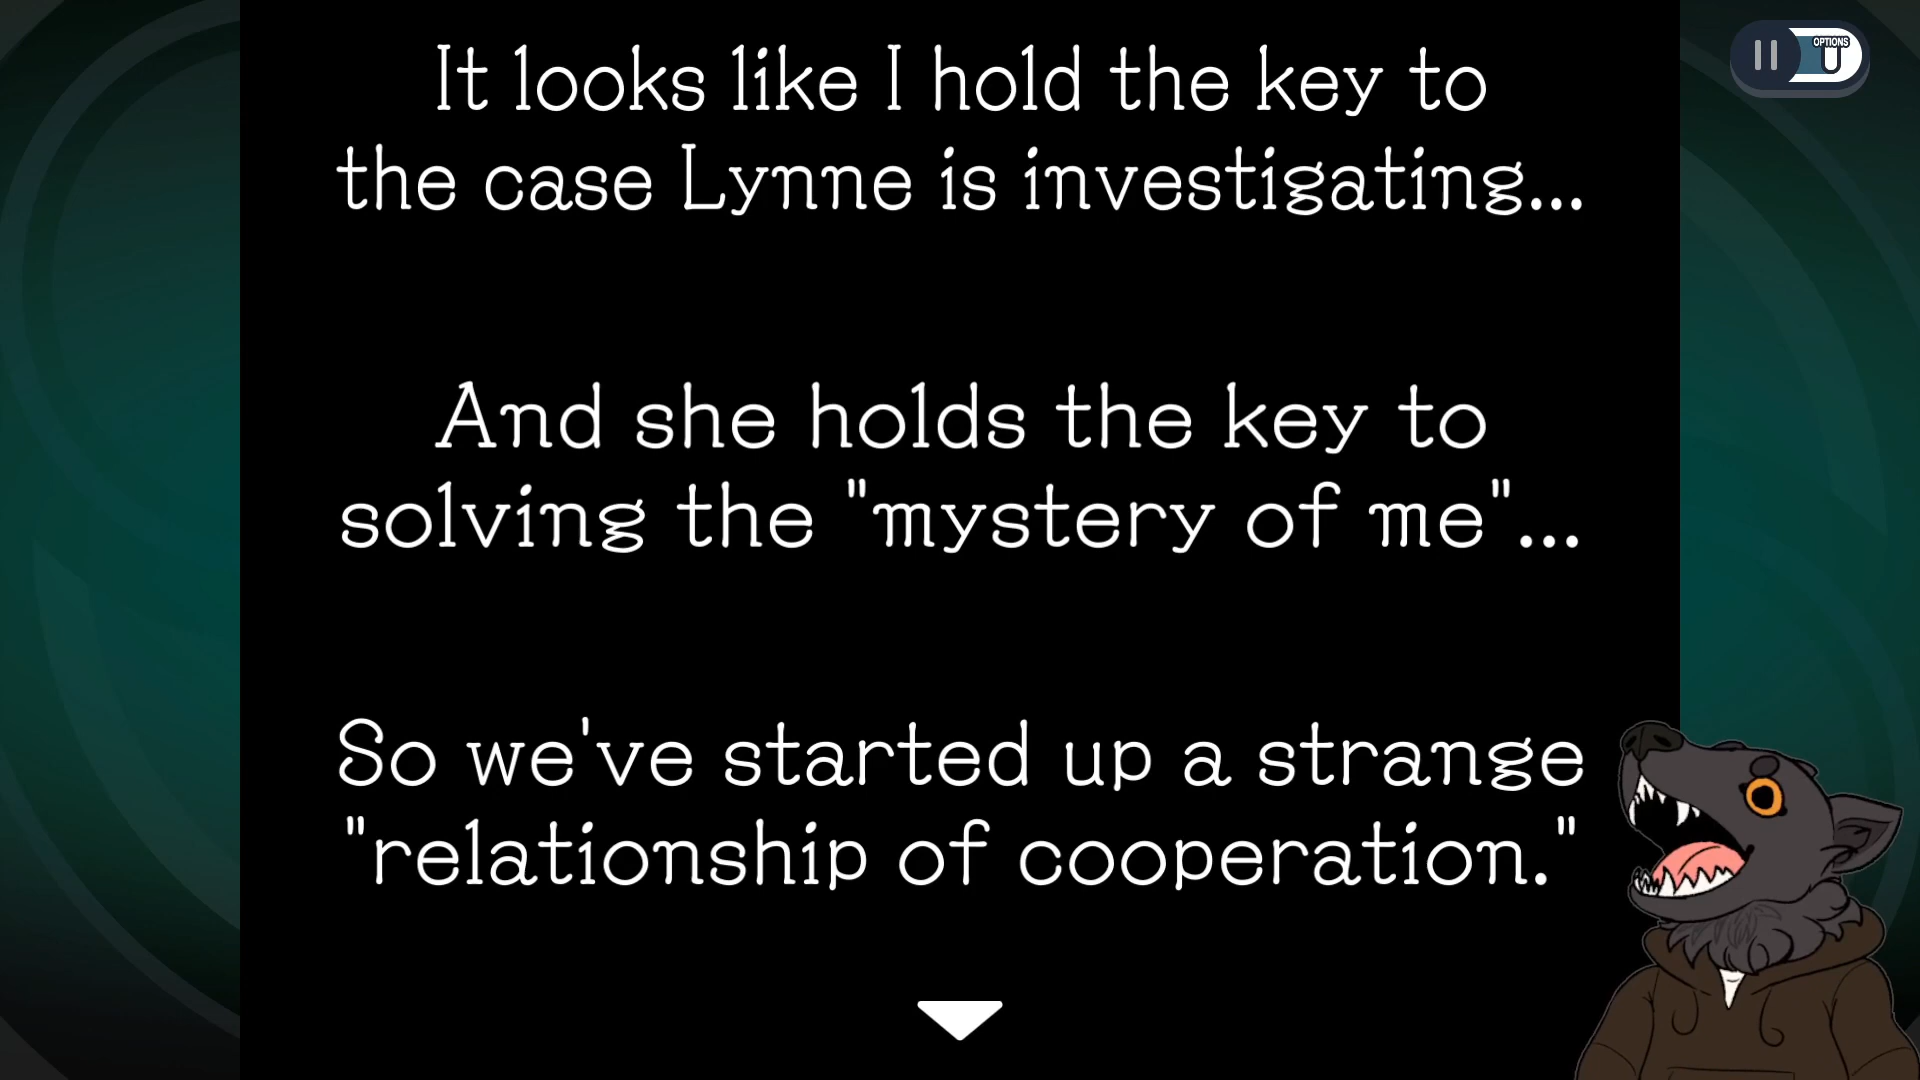 It looks like I hold the key to
the case Lynne is investigating...
And she holds the key to
solving the "mystery of me"...
So we've started up a strange
"relationship of cooperation."
OPTIONS